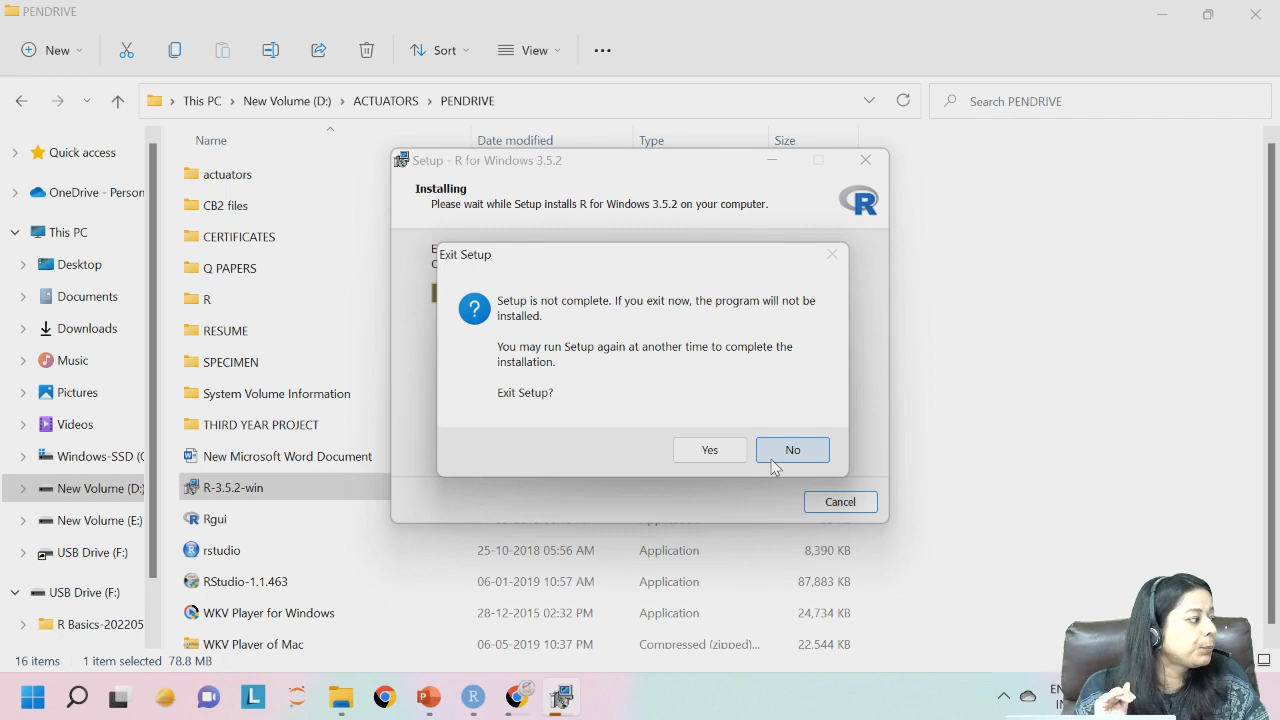 PENDRIVE
New
Sort
View
This PC
New Volume (D:)
ACTUATORS
PENDRIVE
Search PENDRIVE
Name
Date modified
Type
Size
Quick access
OneDrive - Person
This PC
Desktop
Documents
Downloads
Music
Pictures
Videos
Windows-SSD (C
New Volume (D:)
New Volume (E:)
USB Drive (F:)
USB Drive (F:)
R Basics-202205
actuators
CB2 files
CERTIFICATES
Q PAPERS
R
RESUME
SPECIMEN
System Volume Information
THIRD YEAR PROJECT
New Microsoft Word Document
R-3.5.2-win
Rgui
rstudio
25-10-2018 05:56 AM
Application
8,390 KB
RStudio-1.1.463
06-01-2019 10:57 AM
Application
87,883 KB
WKV Player for Windows
28-12-2015 02:32 PM
Application
24,734 KB
WKV Player of Mac
06-05-2019 10:37 PM
Compressed (zipped)...
22,544 KB
Setup - R for Windows 3.5.2
Installing
Please wait while Setup installs R for Windows 3.5.2 on your computer.
R
Exit Setup
Setup is not complete. If you exit now, the program will not be
installed.
You may run Setup again at another time to complete the
installation.
Exit Setup?
Yes
No
Cancel
16 items
1 item selected 78.8 MB
L